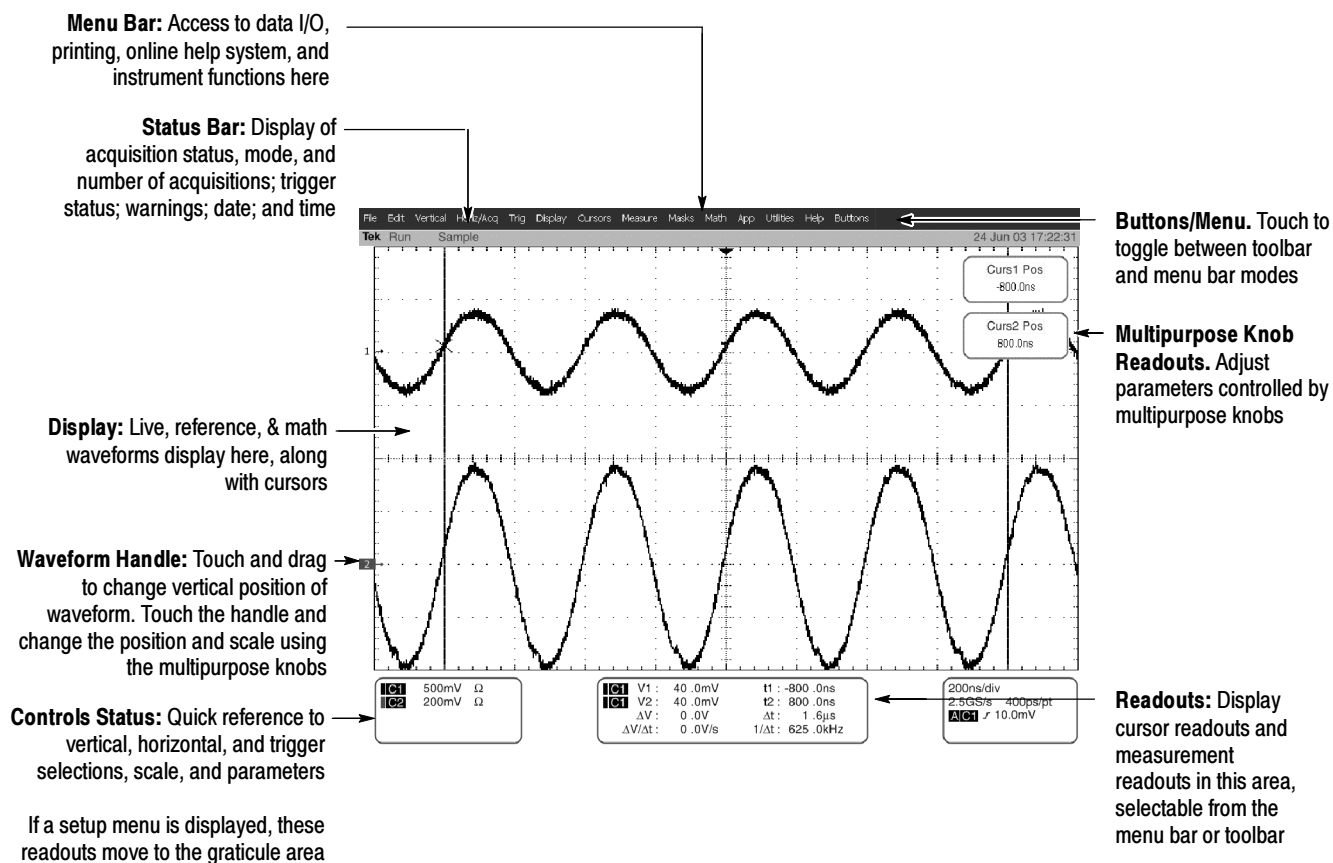 Menu Bar: Access to data I/O,
printing, online help system, and
instrument functions here
Status Bar: Display of
acquisition status, mode, and
number of acquisitions; trigger
status; warnings; date; and time
File Edit Vertical Horiz/Acq Trig Display Cursors Measure Masks Math App Utilities Help Buttons
Tek Run Sample 24 Jun 03 17:22:31
Buttons/Menu. Touch to
toggle between toolbar
and menu bar modes
Curs1 Pos
-800.0ns
Curs2 Pos
800.0ns
Multipurpose Knob
Readouts. Adjust
parameters controlled by
multipurpose knobs
1
Display: Live, reference, & math
waveforms display here, along
with cursors
Waveform Handle: Touch and drag
to change vertical position of
waveform. Touch the handle and
change the position and scale using
the multipurpose knobs
2
Controls Status: Quick reference to
vertical, horizontal, and trigger
selections, scale, and parameters
If a setup menu is displayed, these
readouts move to the graticule area
C1 500mV Ω
C2 200mV Ω
C1 V1 : 40 .0mV t1 : -800 .0ns
C1 V2 : 40 .0mV t2 : 800 .0ns
ΔV : 0 .0V Δt : 1 .6μs
ΔV/Δt : 0 .0V/s 1/Δt : 625 .0kHz
200ns/div
2.5GS/s 400ps/pt
A C1 10.0mV
Readouts: Display
cursor readouts and
measurement
readouts in this area,
selectable from the
menu bar or toolbar